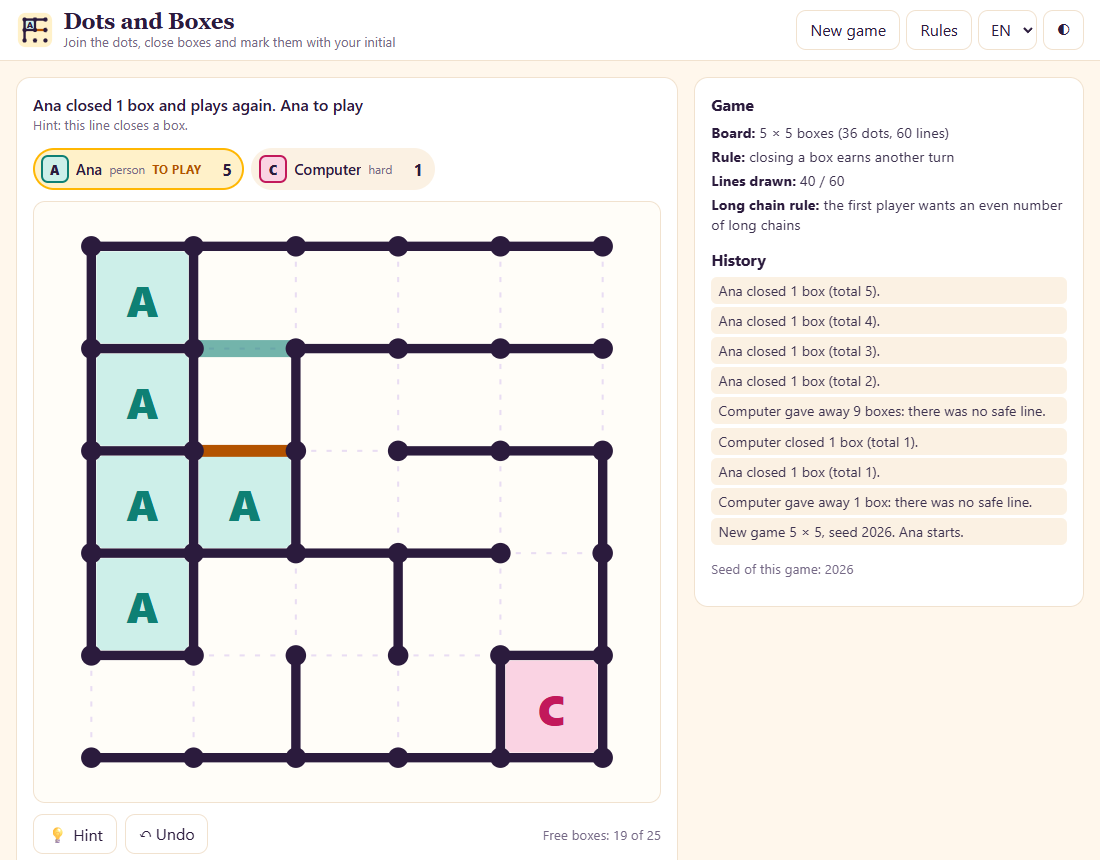 A
Dots and Boxes
Join the dots, close boxes and mark them with your initial
New game
Rules
EN
Ana closed 1 box and plays again. Ana to play
Hint: this line closes a box.
A Ana person TO PLAY 5
C Computer hard 1
A
A
A A
A
C
💡 Hint
↶ Undo
Free boxes: 19 of 25
Game
Board: 5 × 5 boxes (36 dots, 60 lines)
Rule: closing a box earns another turn
Lines drawn: 40 / 60
Long chain rule: the first player wants an even number
of long chains
History
Ana closed 1 box (total 5).
Ana closed 1 box (total 4).
Ana closed 1 box (total 3).
Ana closed 1 box (total 2).
Computer gave away 9 boxes: there was no safe line.
Computer closed 1 box (total 1).
Ana closed 1 box (total 1).
Computer gave away 1 box: there was no safe line.
New game 5 × 5, seed 2026. Ana starts.
Seed of this game: 2026